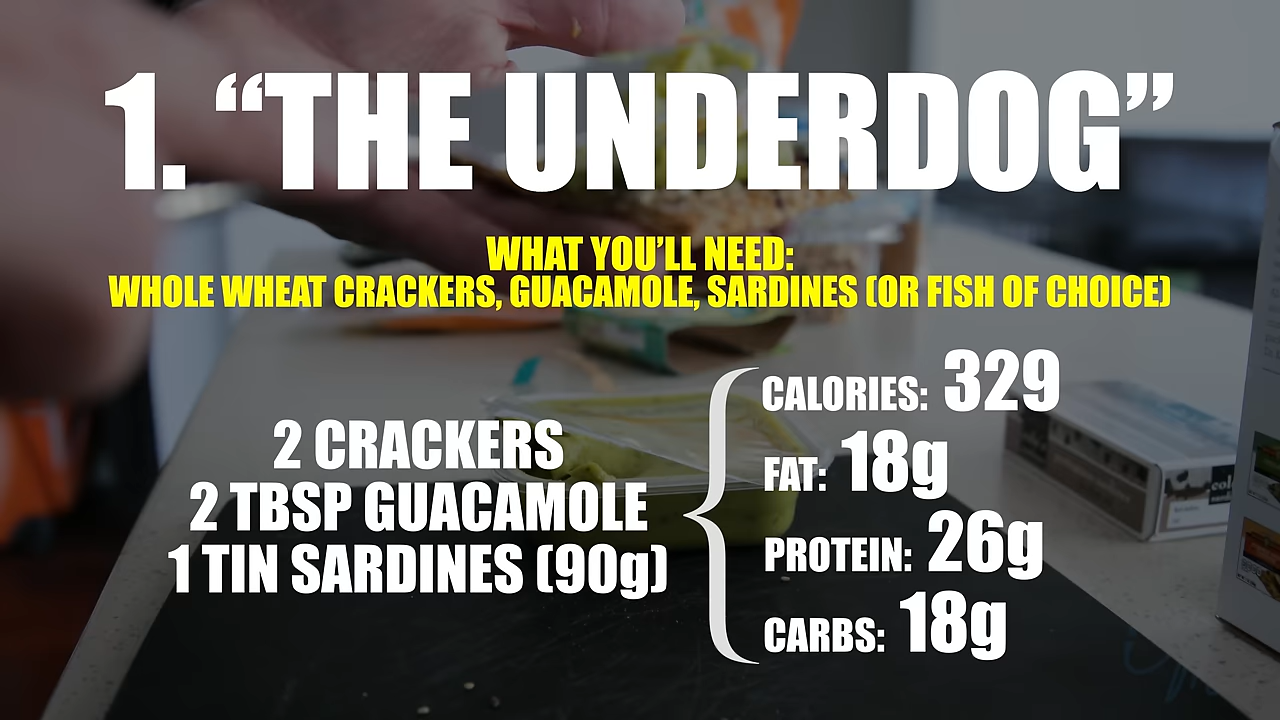 1. “THE UNDERDOG”
WHAT YOU’LL NEED:
WHOLE WHEAT CRACKERS, GUACAMOLE, SARDINES (OR FISH OF CHOICE)
2 CRACKERS
2 TBSP GUACAMOLE
1 TIN SARDINES (90g)
CALORIES: 329
FAT: 18g
PROTEIN: 26g
CARBS: 18g